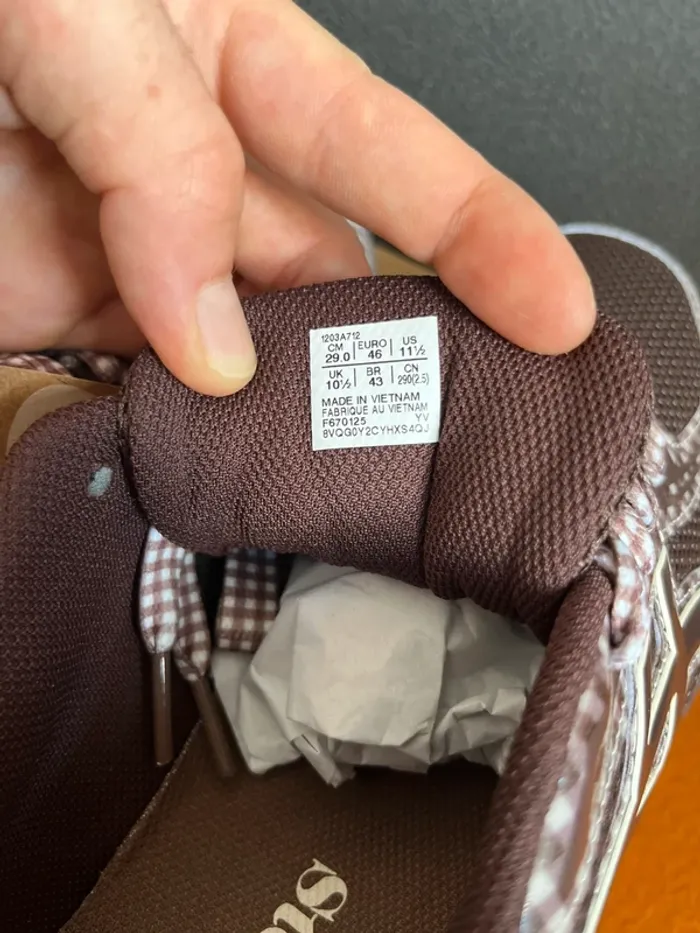 1203A712
CM | EURO | US
29.0 | 46 | 11½
UK | BR | CN
10½ | 43 | 290(2.5)
MADE IN VIETNAM
FABRIQUE AU VIETNAM
F670125 YV
8VQG0Y2CYHXS4QJ